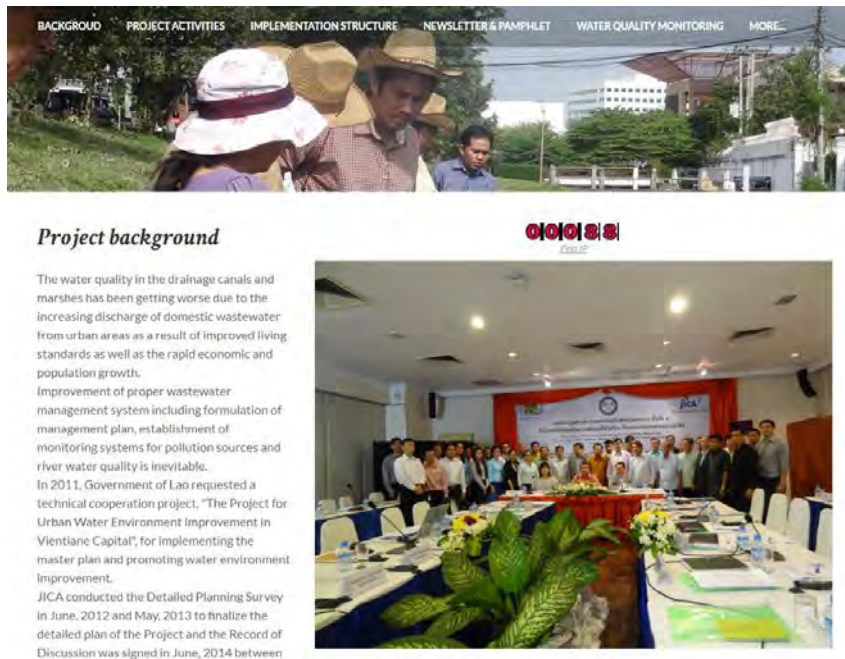 BACKGROUD PROJECT ACTIVITIES IMPLEMENTATION STRUCTURE NEWSLETTER & PAMPHLET WATER QUALITY MONITORING MORE...
Project background
00088
The water quality in the drainage canals and
marshes has been getting worse due to the
increasing discharge of domestic wastewater
from urban areas as a result of improved living
standards as well as the rapid economic and
population growth.
Improvement of proper wastewater
management system including formulation of
management plan, establishment of
monitoring systems for pollution sources and
river water quality is inevitable.
In 2011, Government of Lao requested a
technical cooperation project, "The Project for
Urban Water Environment Improvement in
Vientiane Capital", for implementing the
master plan and promoting water environment
improvement.
JICA conducted the Detailed Planning Survey
in June, 2012 and May, 2013 to finalize the
detailed plan of the Project and the Record of
Discussion was signed in June, 2014 between
JICA